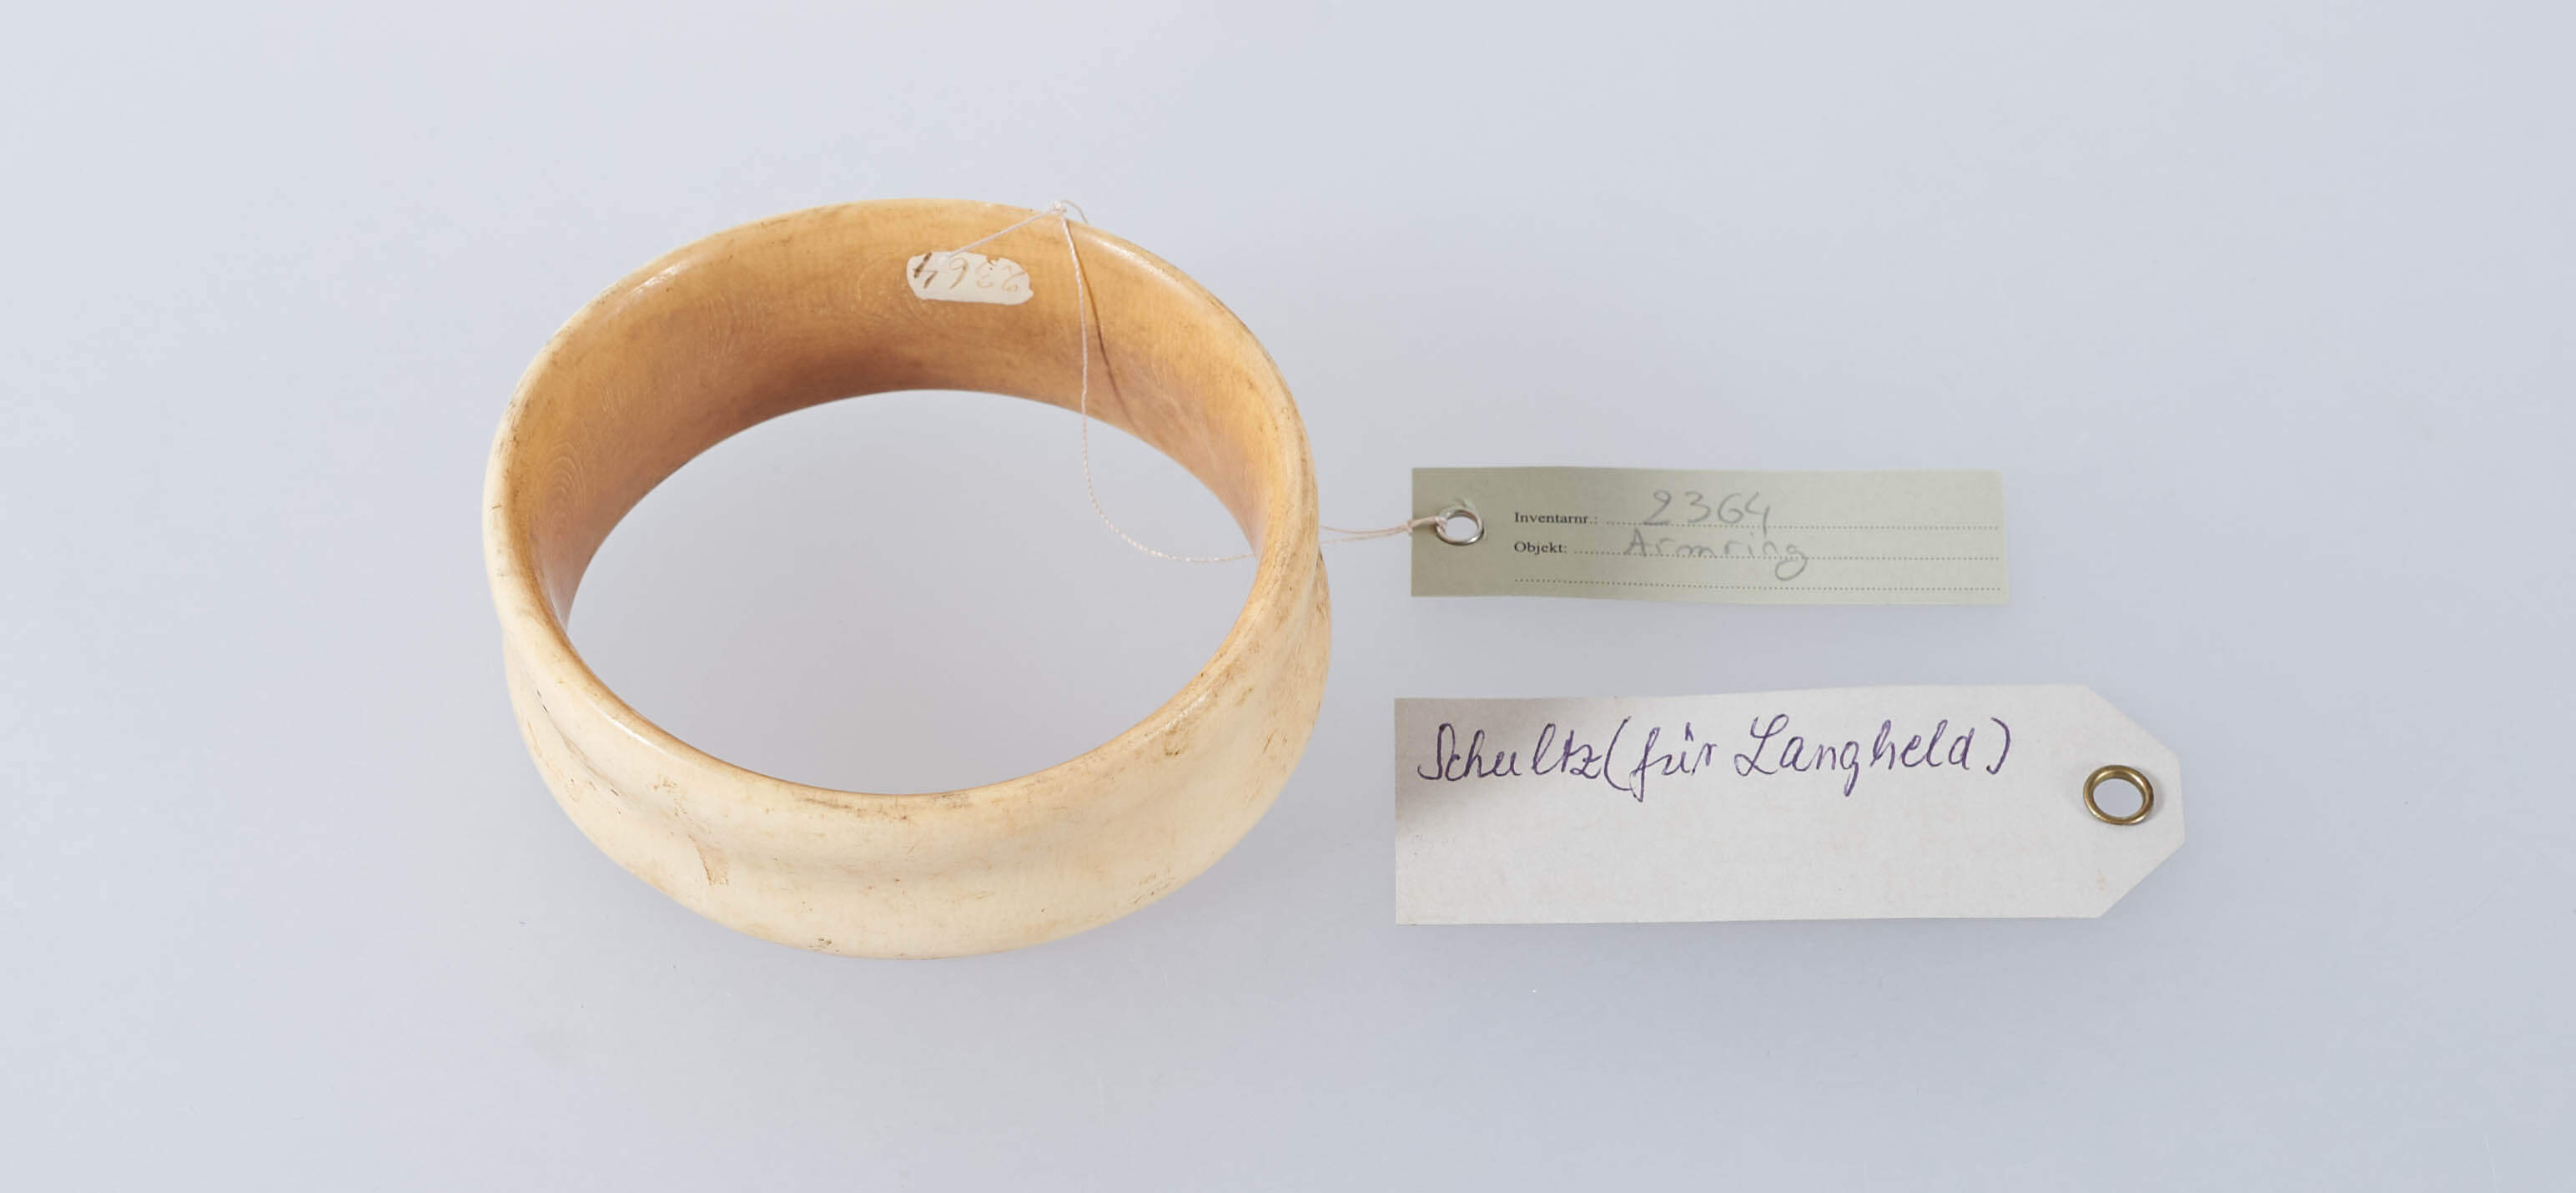 2364
Inventarnr.: 2364
Objekt: Armring
Schultz (für Langheld)